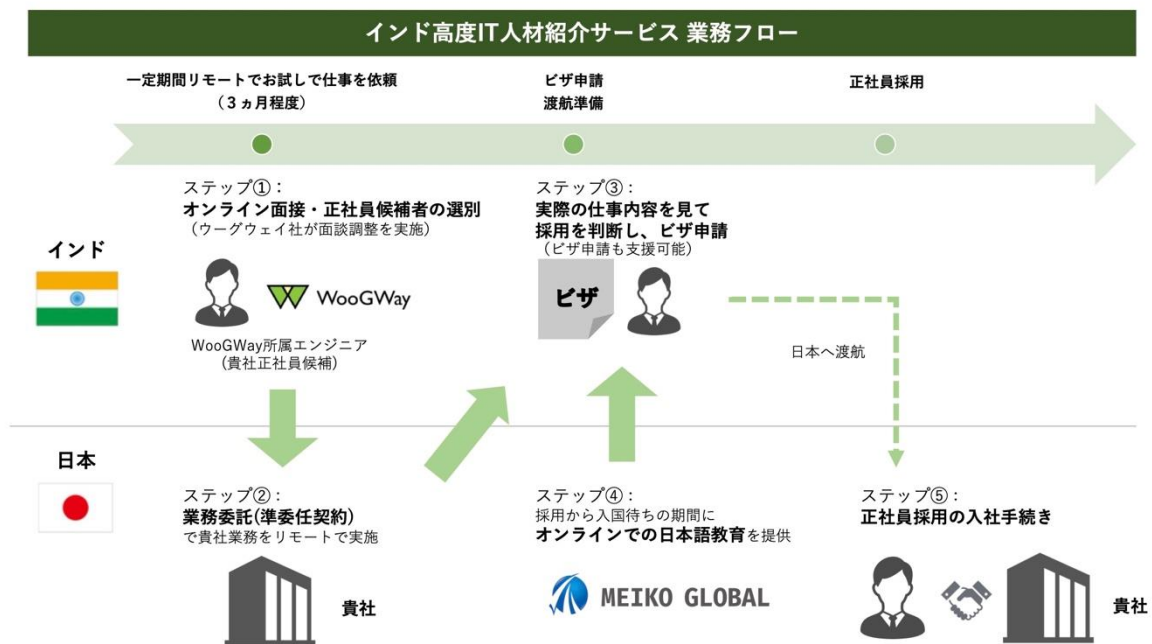 インド高度IT人材紹介サービス 業務フロー
一定期間リモートでお試しで仕事を依頼
(3ヵ月程度)
ビザ申請
渡航準備
正社員採用
インド
ステップ①：
オンライン面接・正社員候補者の選別
（ウーグウェイ社が面談調整を実施）
WooGWay
WooGWay所属エンジニア
(貴社正社員候補)
ステップ③：
実際の仕事内容を見て
採用を判断し、ビザ申請
（ビザ申請も支援可能）
ビザ
日本へ渡航
日本
ステップ②：
業務委託(準委任契約)
で貴社業務をリモートで実施
貴社
ステップ④：
採用から入国待ちの期間に
オンラインでの日本語教育を提供
MEIKO GLOBAL
ステップ⑤：
正社員採用の入社手続き
貴社